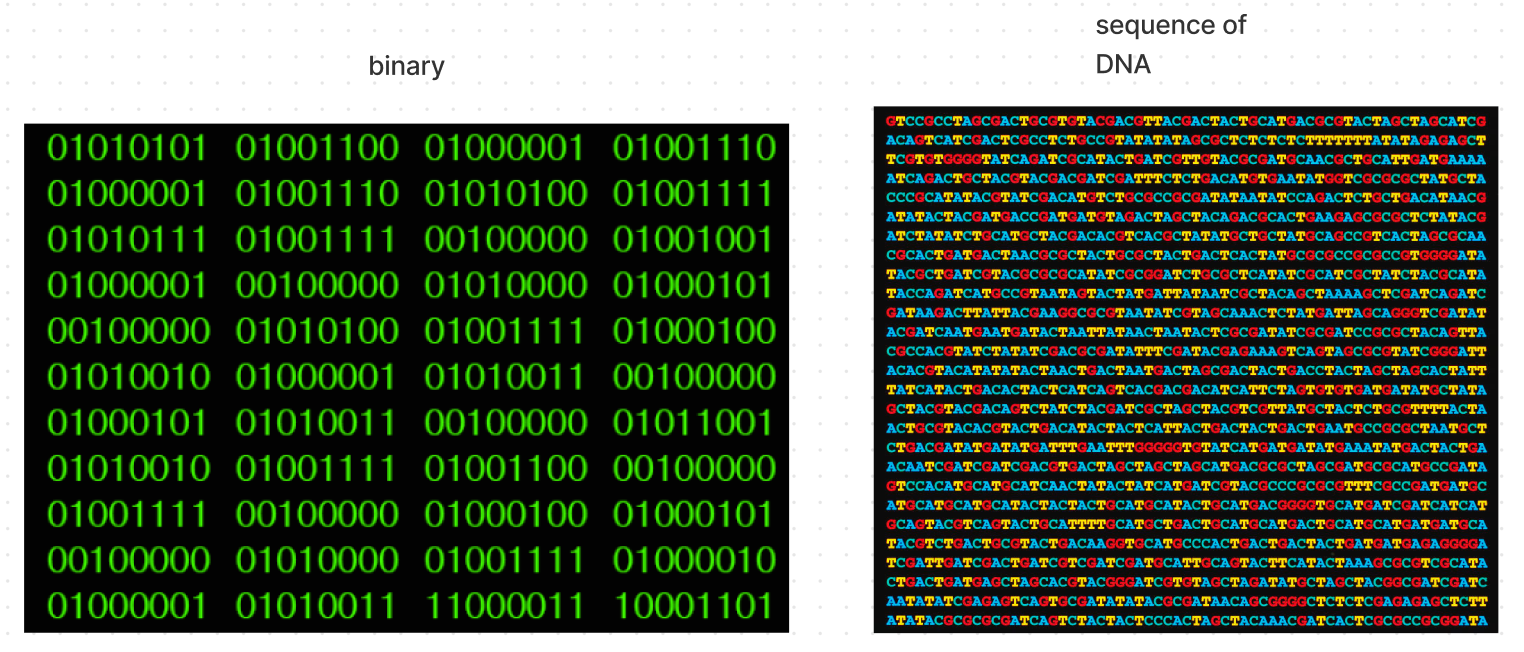 binary
01010101 01001100 01000001 01001110
01000001 01001110 01010100 01001111
01010111 01001111 00100000 01001001
01000001 00100000 01010000 01000101
00100000 01010100 01001111 01000100
01010010 01000001 01010011 00100000
01000101 01010011 00100000 01011001
01010010 01001111 01001100 00100000
01001111 00100000 01000100 01000101
00100000 01010000 01001111 01000010
01000001 01010011 11000011 10001101
sequence of
DNA
GTCCGCCTAGCGACTGCGTGTACGACGTTACGACTACTGCATGACGCGTACTAGCTAGCATCG
ACAGTCATCGACTCGCCTCTGCCGTATATATAGCGCTCTCTCTCTTTTTTTATATAGAGAGCT
TCGTGTGGGGTATCAGATCGCATACTGATCGTTGTACGCGATGCAACGCTGCATTGATGAAAA
ATCAGACTGCTACGTACGACGATCGATTTCTCTGACATGTGAATATGGTCGCGCGCTATGCTA
CCCGCATATACGTATCGACATGTCTGCGCCGCGATATAATATCCAGACTCTGCTGACATAACG
ATATACTACGATGACCGATGATGTAGACTAGCTACAGACGCACTGAAGAGCGCGCTCTATACG
ATCTATATCTGCATGCTACGACACGTCACGCTATATGCTGCTATGCAGCCGTCACTAGCGCAA
CGCACTGATGACTAACGCGCTACTGCGCTACTGACTCACTATGCGCGCCGCGCCGTGGGGATA
TACGCTGATCGTACGCGCGCATATCGCGGATCTGCGCTCATATCGCATCGCTATCTACGCATA
TACCAGATCATGCCGTAATAGTACTATGATTATAATCGCTACAGCTAAAAGCTCGATCAGATC
GATAAGACTTATTACGAAGGCGCGTAATATCGTAGCAAACTCTATGATTAGCAGGGTCGATAT
ACGATCAATGAATGATACTAATTATAACTAATACTCGCGATATCGCGATCCGCGCTACAGTTA
CGCCACGTATCTATATCGACGCGATATTTCGATACGAGAAAGTCAGTAGCGCGTATCGGGATT
ACACGTACATATATACTAACTGACTAATGACTAGCGACTACTGACCTACTAGCTAGCACTATT
TATCATACTGACACTACTCATCAGTCACGACGACATCATTCTAGTGTGTGATGATATGCTATA
GCTACGTACGACAGTCTATCTACGATCGCTAGCTACGTCGTTATGCTACTCTGCGTTTTACTA
ACTGCGTACACGTACTGACATACTACTCATTACTGACTACTGACTGAATGCCGCGCTAATGCT
CTGACGATATGATATGATTTGAATTTGGGGGTGTATCATGATGATATGAAATATGACTACTGA
ACAATCGATCGATCGACGTGACTAGCTAGCTAGCATGACGCGCTAGCGATGCGCATGCCGATA
GTCCACATGCATGCATCAACTATACTATCATGATCGTACGCCCGCGCGTTTCGCCGATGATGC
ATGCATGCATGCATACTACTACTGCATGCATACTGCATGACGGGGTGCATGATCGATCATCAT
GCAGTACGTCAGTACTGCATTTTGCATGCTGACTGCATGCATGACTGCATGCATGATGATGCA
TACGTCTGACTGCGTACTGACAAGGTGCATGCCCACTGACTGACTACTGATGATGAGAGGGGA
TCGATTGATCGACTGATCGTCGATCGATGCATTGCAGTACTTCATACTAAAGCGCGTCGCATA
CTGACTGATGAGCTAGCACGTACGGGATCGTGTAGCTAGATATGCTAGCTACGGCGATCGATC
AATATATCGAGAGTCAGTGCGATATATACGCGATAACAGCGGGGCTCTCTCGAGAGAGCTCTT
ATATACGCGCGCGATCAGTCTACTACTCCCACTAGCTACAAACGATCACTCGCGCCGCGGATA